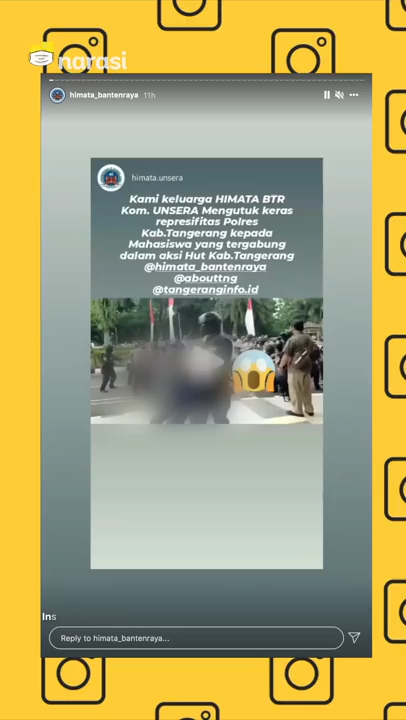 narasi
himata_bantenraya 11h
himata.unsera
Kami keluarga HIMATA BTR
Kom. UNSERA Mengutuk keras
represifitas Polres
Kab.Tangerang kepada
Mahasiswa yang tergabung
dalam aksi Hut Kab.Tangerang
@himata_bantenraya
@abouttng
@tangeranginfo.id
Ins
Reply to himata_bantenraya...